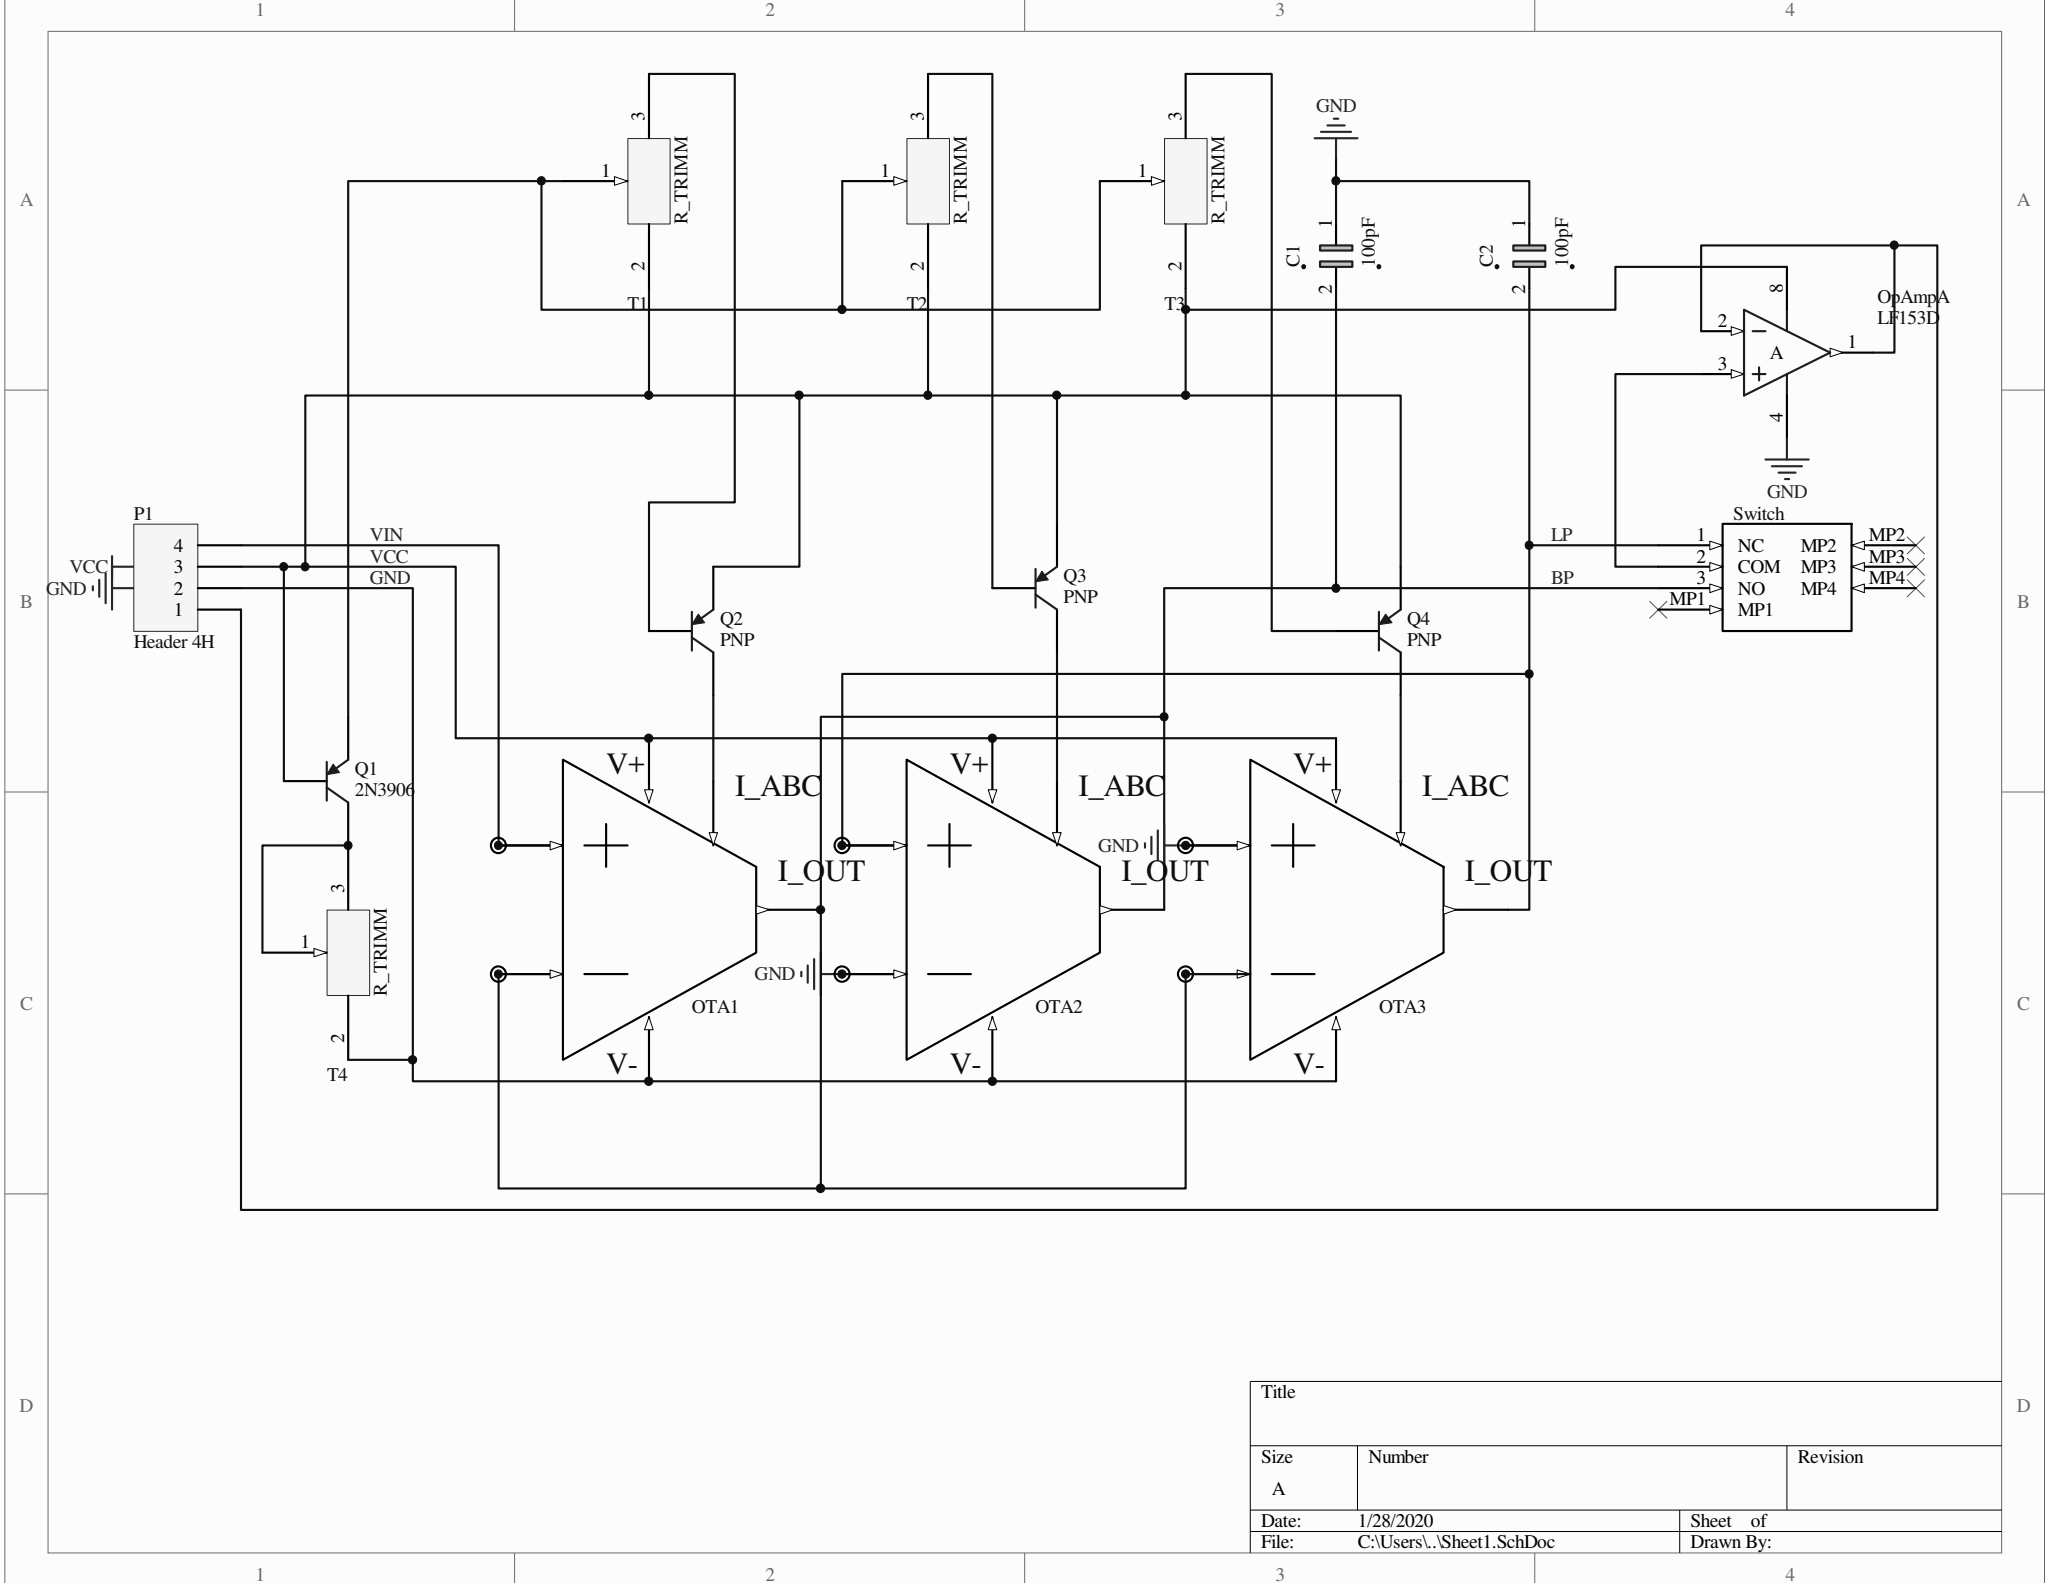 1 2 3 4
A A
B B
C C
D D
1 2 3 4
3
1
R_TRIMM
2
T1
3
1
R_TRIMM
2
T2
3
1
R_TRIMM
2
T3
GND
1
C1
100pF
2
1
C2
100pF
2
8
2
A
3
1
4
OpAmpA
LF153D
GND
P1
VCC
GND
4
3
2
1
Header 4H
VIN
VCC
GND
Q1
2N3906
3
1
R_TRIMM
2
T4
Q2
PNP
Q3
PNP
Q4
PNP
LP
BP
Switch
1 NC MP2 MP2
2 COM MP3 MP3
3 NO MP4 MP4
MP1 MP1
V+
I_ABC
+
I_OUT
—
OTA1
V-
V+
I_ABC
+
I_OUT
GND
—
OTA2
V-
V+
I_ABC
GND
+
I_OUT
—
OTA3
V-
Title
Size Number Revision
A
Date: 1/28/2020 Sheet of
File: C:\Users\..\Sheet1.SchDoc Drawn By: